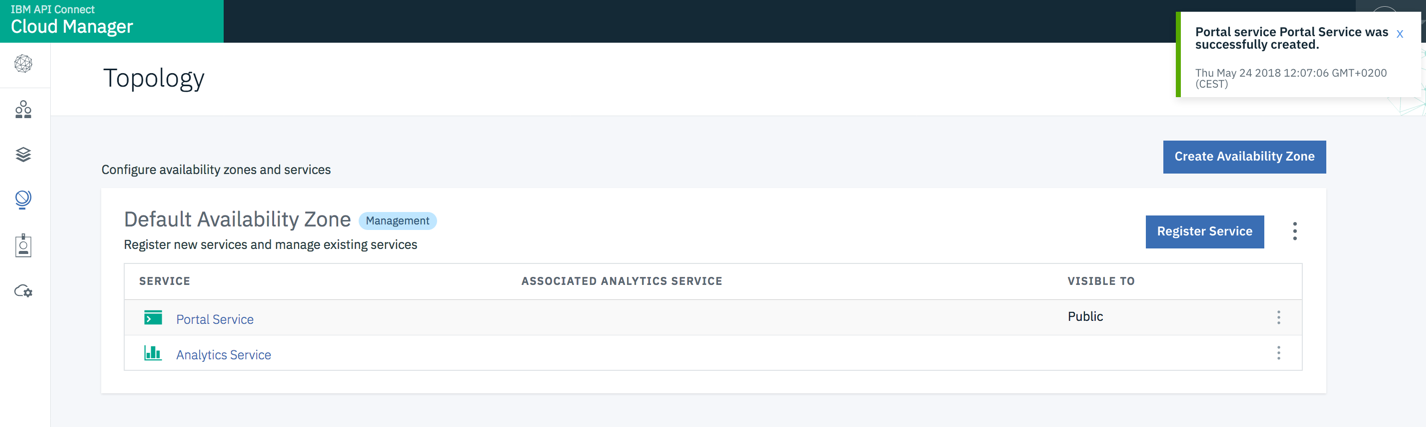 IBM API Connect
Cloud Manager
Portal service Portal Service was
successfully created.
X
Thu May 24 2018 12:07:06 GMT+0200
(CEST)
Topology
Configure availability zones and services
Create Availability Zone
Default Availability Zone Management
Register new services and manage existing services
Register Service
SERVICE ASSOCIATED ANALYTICS SERVICE VISIBLE TO
Portal Service Public
Analytics Service